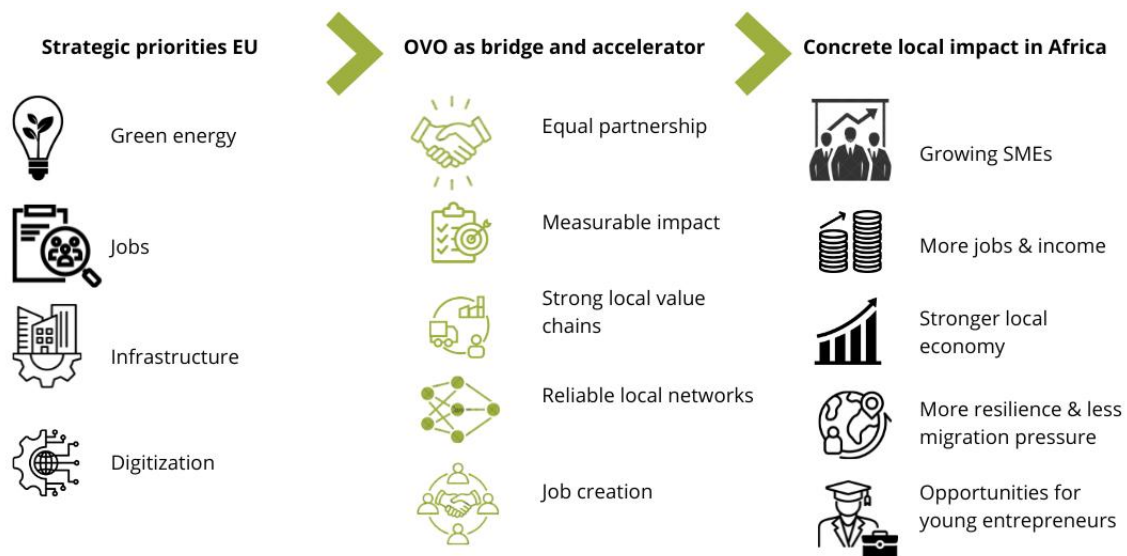 Strategic priorities EU
Green energy
Jobs
Infrastructure
Digitization
OVO as bridge and accelerator
Equal partnership
Measurable impact
Strong local value
chains
Reliable local networks
Job creation
Concrete local impact in Africa
Growing SMEs
More jobs & income
Stronger local
economy
More resilience & less
migration pressure
Opportunities for
young entrepreneurs